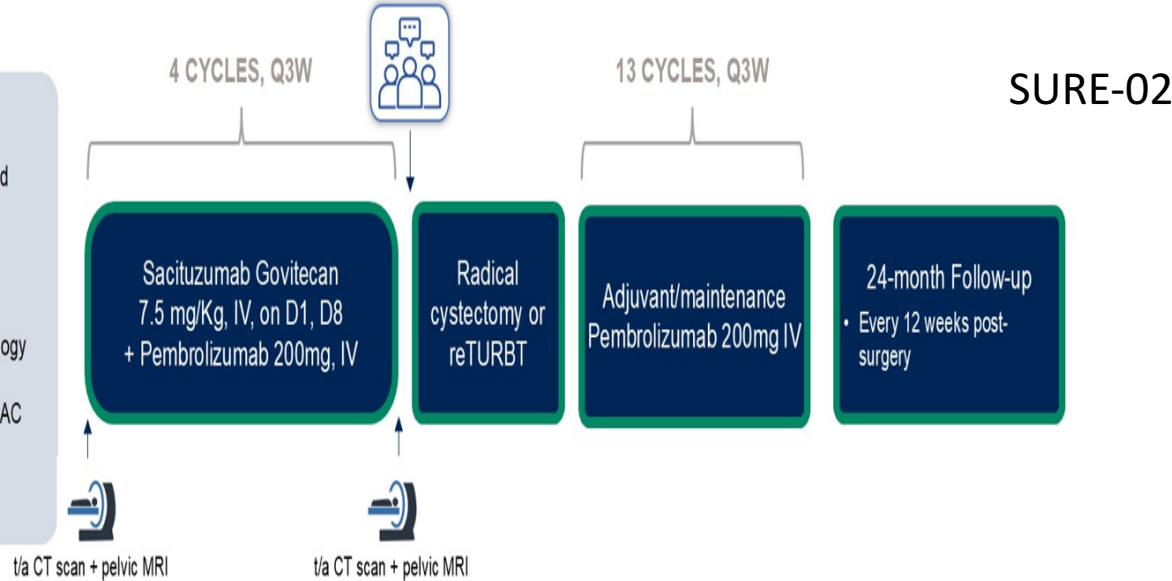 4 CYCLES, Q3W
13 CYCLES, Q3W
SURE-02
Sacituzumab Govitecan
7.5 mg/Kg, IV, on D1, D8
+ Pembrolizumab 200mg, IV
Radical
cystectomy or
reTURBT
Adjuvant/maintenance
Pembrolizumab 200mg IV
24-month Follow-up
• Every 12 weeks post-
surgery
t/a CT scan + pelvic MRI
t/a CT scan + pelvic MRI